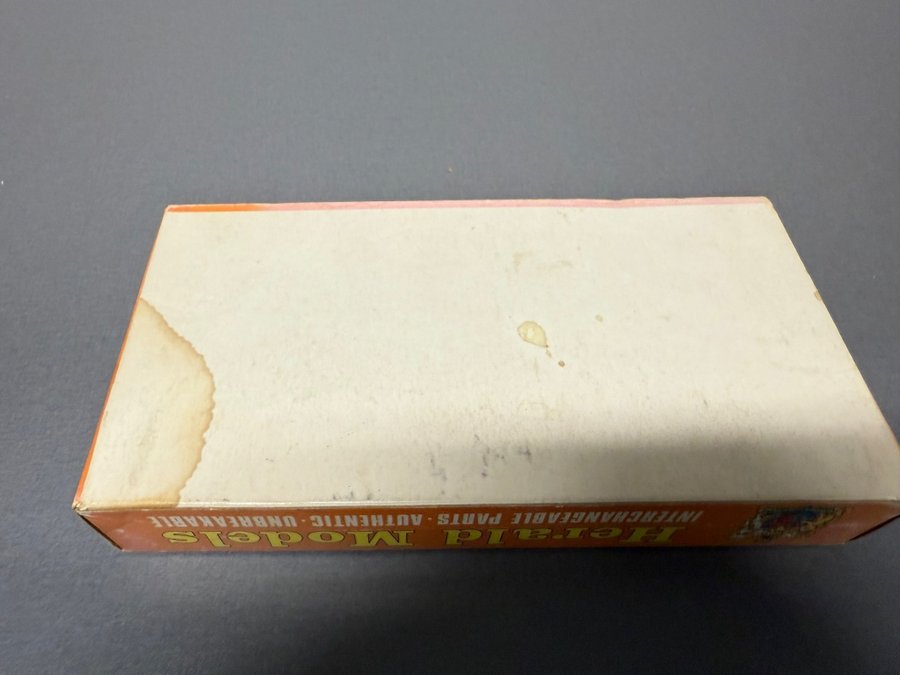 Herald Models
INTERCHANGEABLE PARTS · AUTHENTIC · UNBREAKABLE